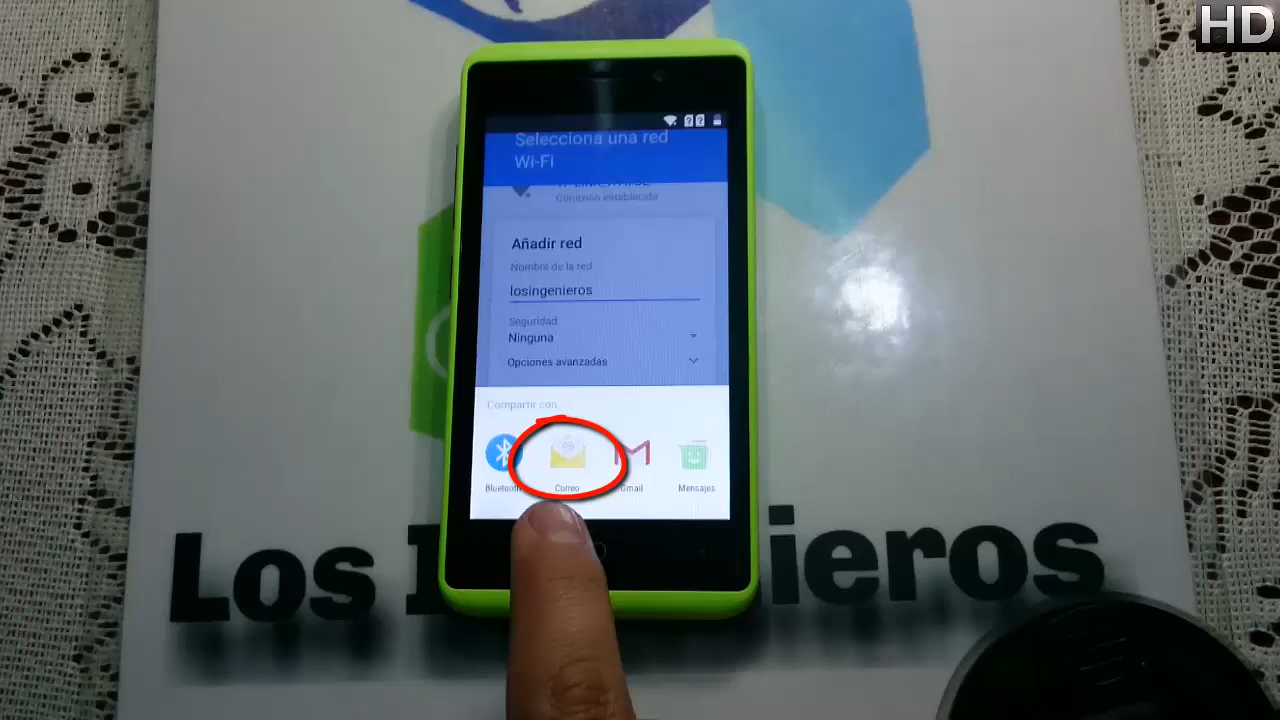 HD
Selecciona una red
Wi-Fi
Conexión establecida
Añadir red
Nombre de la red
losingenieros
Seguridad
Ninguna
Opciones avanzadas
Compartir con
Bluetooth
Correo
Gmail
Mensajes
Los I nieros